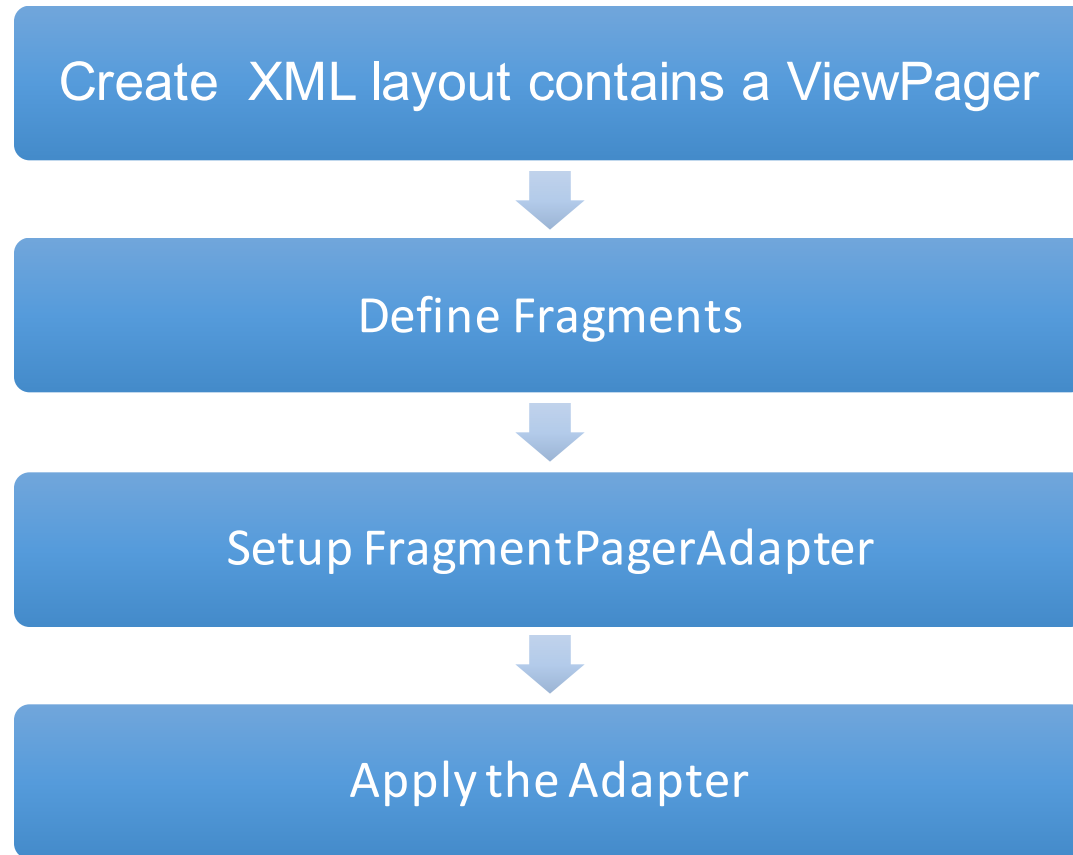 Create XML layout contains a ViewPager
Define Fragments
Setup FragmentPagerAdapter
Apply the Adapter